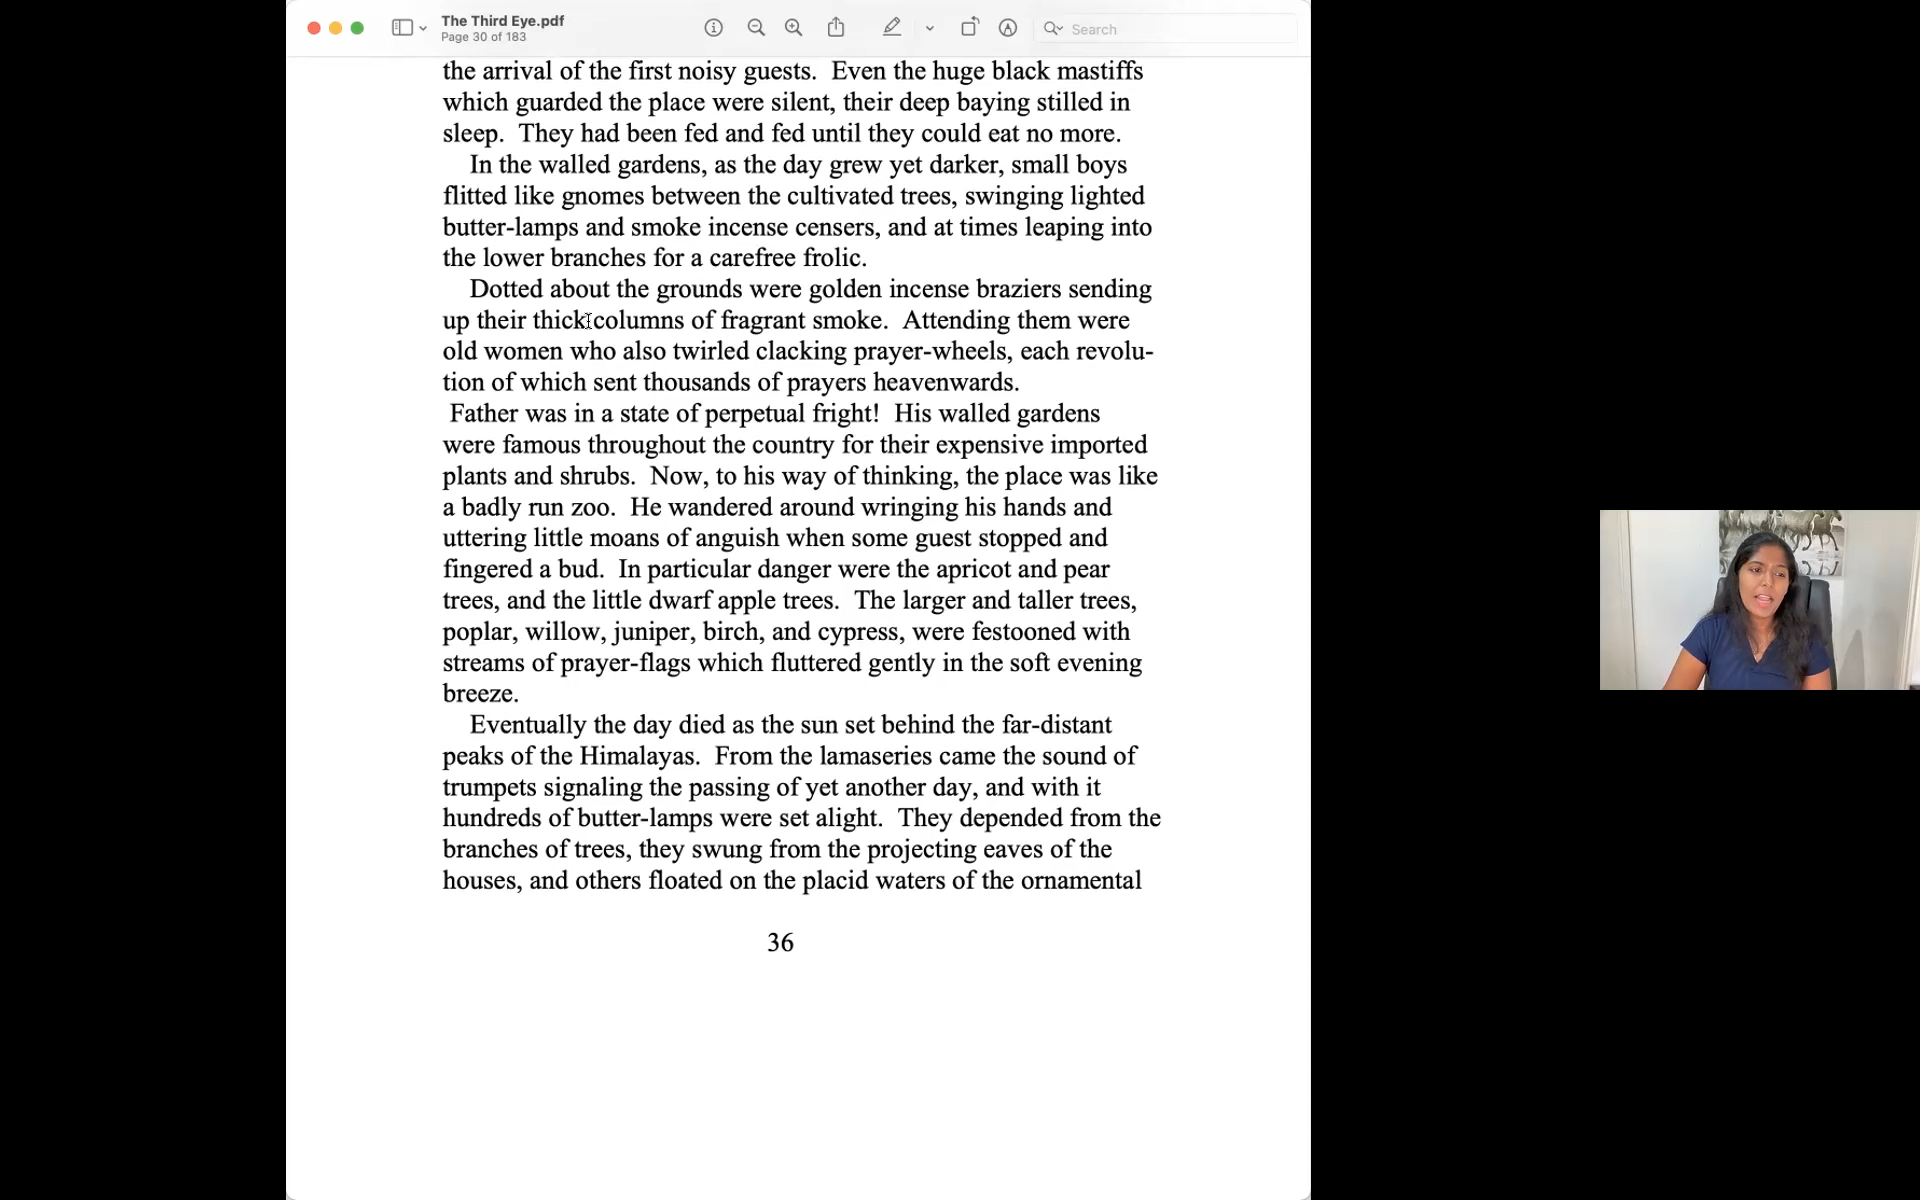 The Third Eye.pdf
Page 30 of 183
Search
the arrival of the first noisy guests.  Even the huge black mastiffs
which guarded the place were silent, their deep baying stilled in
sleep.  They had been fed and fed until they could eat no more.
In the walled gardens, as the day grew yet darker, small boys
flitted like gnomes between the cultivated trees, swinging lighted
butter-lamps and smoke incense censers, and at times leaping into
the lower branches for a carefree frolic.
Dotted about the grounds were golden incense braziers sending
up their thick columns of fragrant smoke.  Attending them were
old women who also twirled clacking prayer-wheels, each revolu-
tion of which sent thousands of prayers heavenwards.
Father was in a state of perpetual fright!  His walled gardens
were famous throughout the country for their expensive imported
plants and shrubs.  Now, to his way of thinking, the place was like
a badly run zoo.  He wandered around wringing his hands and
uttering little moans of anguish when some guest stopped and
fingered a bud.  In particular danger were the apricot and pear
trees, and the little dwarf apple trees.  The larger and taller trees,
poplar, willow, juniper, birch, and cypress, were festooned with
streams of prayer-flags which fluttered gently in the soft evening
breeze.
Eventually the day died as the sun set behind the far-distant
peaks of the Himalayas.  From the lamaseries came the sound of
trumpets signaling the passing of yet another day, and with it
hundreds of butter-lamps were set alight.  They depended from the
branches of trees, they swung from the projecting eaves of the
houses, and others floated on the placid waters of the ornamental
36